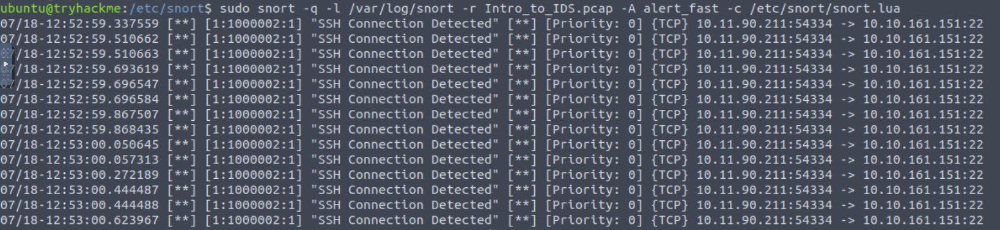 ubuntu@tryhackme:/etc/snort$ sudo snort -q -l /var/log/snort -r Intro_to_IDS.pcap -A alert_fast -c /etc/snort/snort.lua
07/18-12:52:59.337559 [**] [1:1000002:1] "SSH Connection Detected" [**] [Priority: 0] {TCP} 10.11.90.211:54334 -> 10.10.161.151:22
07/18-12:52:59.510662 [**] [1:1000002:1] "SSH Connection Detected" [**] [Priority: 0] {TCP} 10.11.90.211:54334 -> 10.10.161.151:22
07/18-12:52:59.510663 [**] [1:1000002:1] "SSH Connection Detected" [**] [Priority: 0] {TCP} 10.11.90.211:54334 -> 10.10.161.151:22
07/18-12:52:59.693619 [**] [1:1000002:1] "SSH Connection Detected" [**] [Priority: 0] {TCP} 10.11.90.211:54334 -> 10.10.161.151:22
07/18-12:52:59.696547 [**] [1:1000002:1] "SSH Connection Detected" [**] [Priority: 0] {TCP} 10.11.90.211:54334 -> 10.10.161.151:22
07/18-12:52:59.696584 [**] [1:1000002:1] "SSH Connection Detected" [**] [Priority: 0] {TCP} 10.11.90.211:54334 -> 10.10.161.151:22
07/18-12:52:59.867507 [**] [1:1000002:1] "SSH Connection Detected" [**] [Priority: 0] {TCP} 10.11.90.211:54334 -> 10.10.161.151:22
07/18-12:52:59.868435 [**] [1:1000002:1] "SSH Connection Detected" [**] [Priority: 0] {TCP} 10.11.90.211:54334 -> 10.10.161.151:22
07/18-12:53:00.050645 [**] [1:1000002:1] "SSH Connection Detected" [**] [Priority: 0] {TCP} 10.11.90.211:54334 -> 10.10.161.151:22
07/18-12:53:00.057313 [**] [1:1000002:1] "SSH Connection Detected" [**] [Priority: 0] {TCP} 10.11.90.211:54334 -> 10.10.161.151:22
07/18-12:53:00.272189 [**] [1:1000002:1] "SSH Connection Detected" [**] [Priority: 0] {TCP} 10.11.90.211:54334 -> 10.10.161.151:22
07/18-12:53:00.444487 [**] [1:1000002:1] "SSH Connection Detected" [**] [Priority: 0] {TCP} 10.11.90.211:54334 -> 10.10.161.151:22
07/18-12:53:00.444488 [**] [1:1000002:1] "SSH Connection Detected" [**] [Priority: 0] {TCP} 10.11.90.211:54334 -> 10.10.161.151:22
07/18-12:53:00.623967 [**] [1:1000002:1] "SSH Connection Detected" [**] [Priority: 0] {TCP} 10.11.90.211:54334 -> 10.10.161.151:22